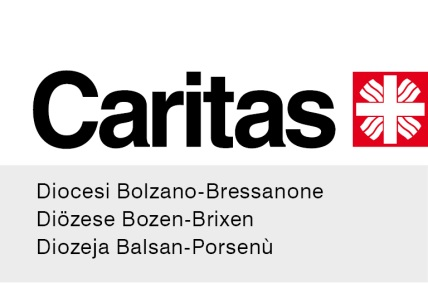 Caritas
Diocesi Bolzano-Bressanone
Diözese Bozen-Brixen
Diozeja Balsan-Porsenù